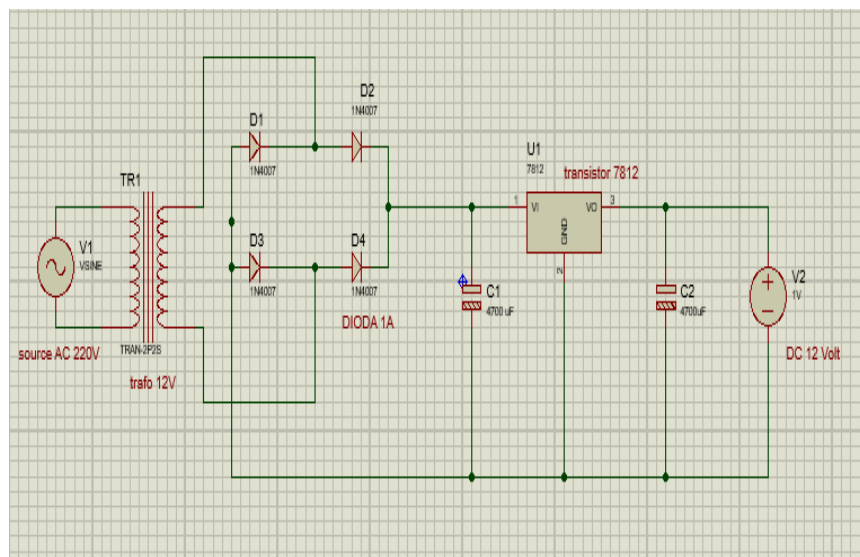 D2
1N4007
D1
1N4007
U1
7812
transistor 7812
1
VI
VO
3
GND
2
TR1
V1
VSINE
D3
1N4007
D4
1N4007
C1
4700 uF
C2
4700uF
V2
1V
DIODA 1A
source AC 220V
TRAN-2P2S
trafo 12V
DC 12 Volt